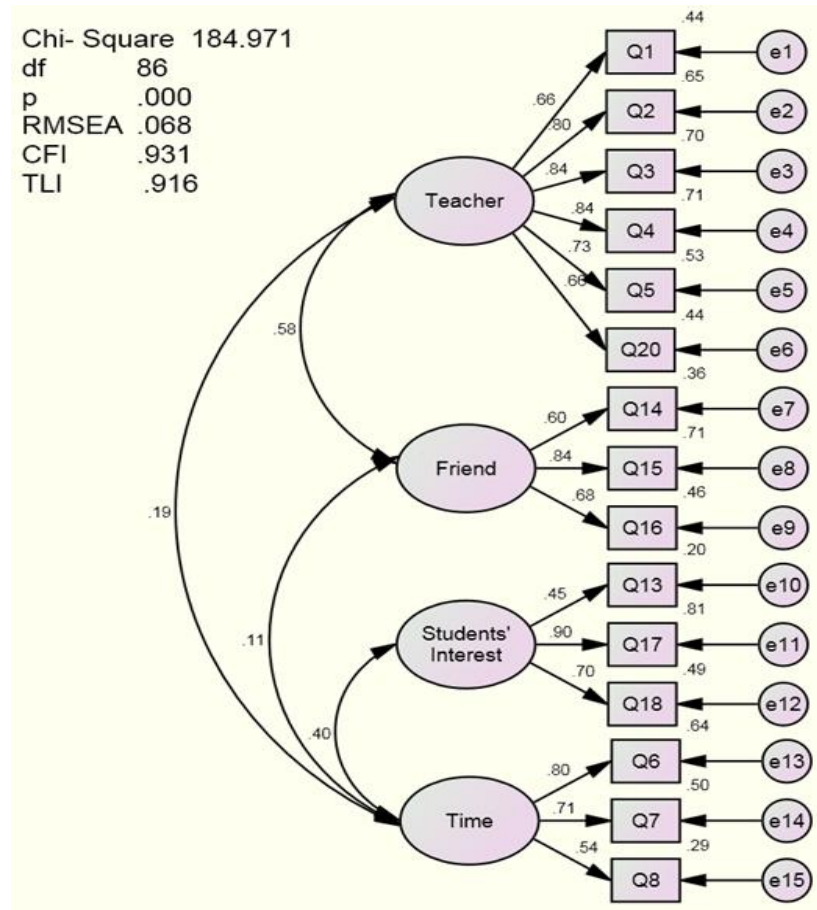 Chi- Square 184.971
df 86
p .000
RMSEA .068
CFI .931
TLI .916
.44
Q1
e1
.66
.65
Q2
e2
.80
.70
Q3
e3
.84
.71
Teacher
Q4
e4
.84
.53
Q5
e5
.73
.44
Q20
e6
.66
.36
.58
Q14
e7
.60
.71
Friend
Q15
e8
.84
.46
Q16
e9
.68
.20
.19
Q13
e10
.45
.81
.11
Students'
Interest
Q17
e11
.90
.49
Q18
e12
.70
.64
.40
Q6
e13
.80
.50
Time
Q7
e14
.71
.29
Q8
e15
.54